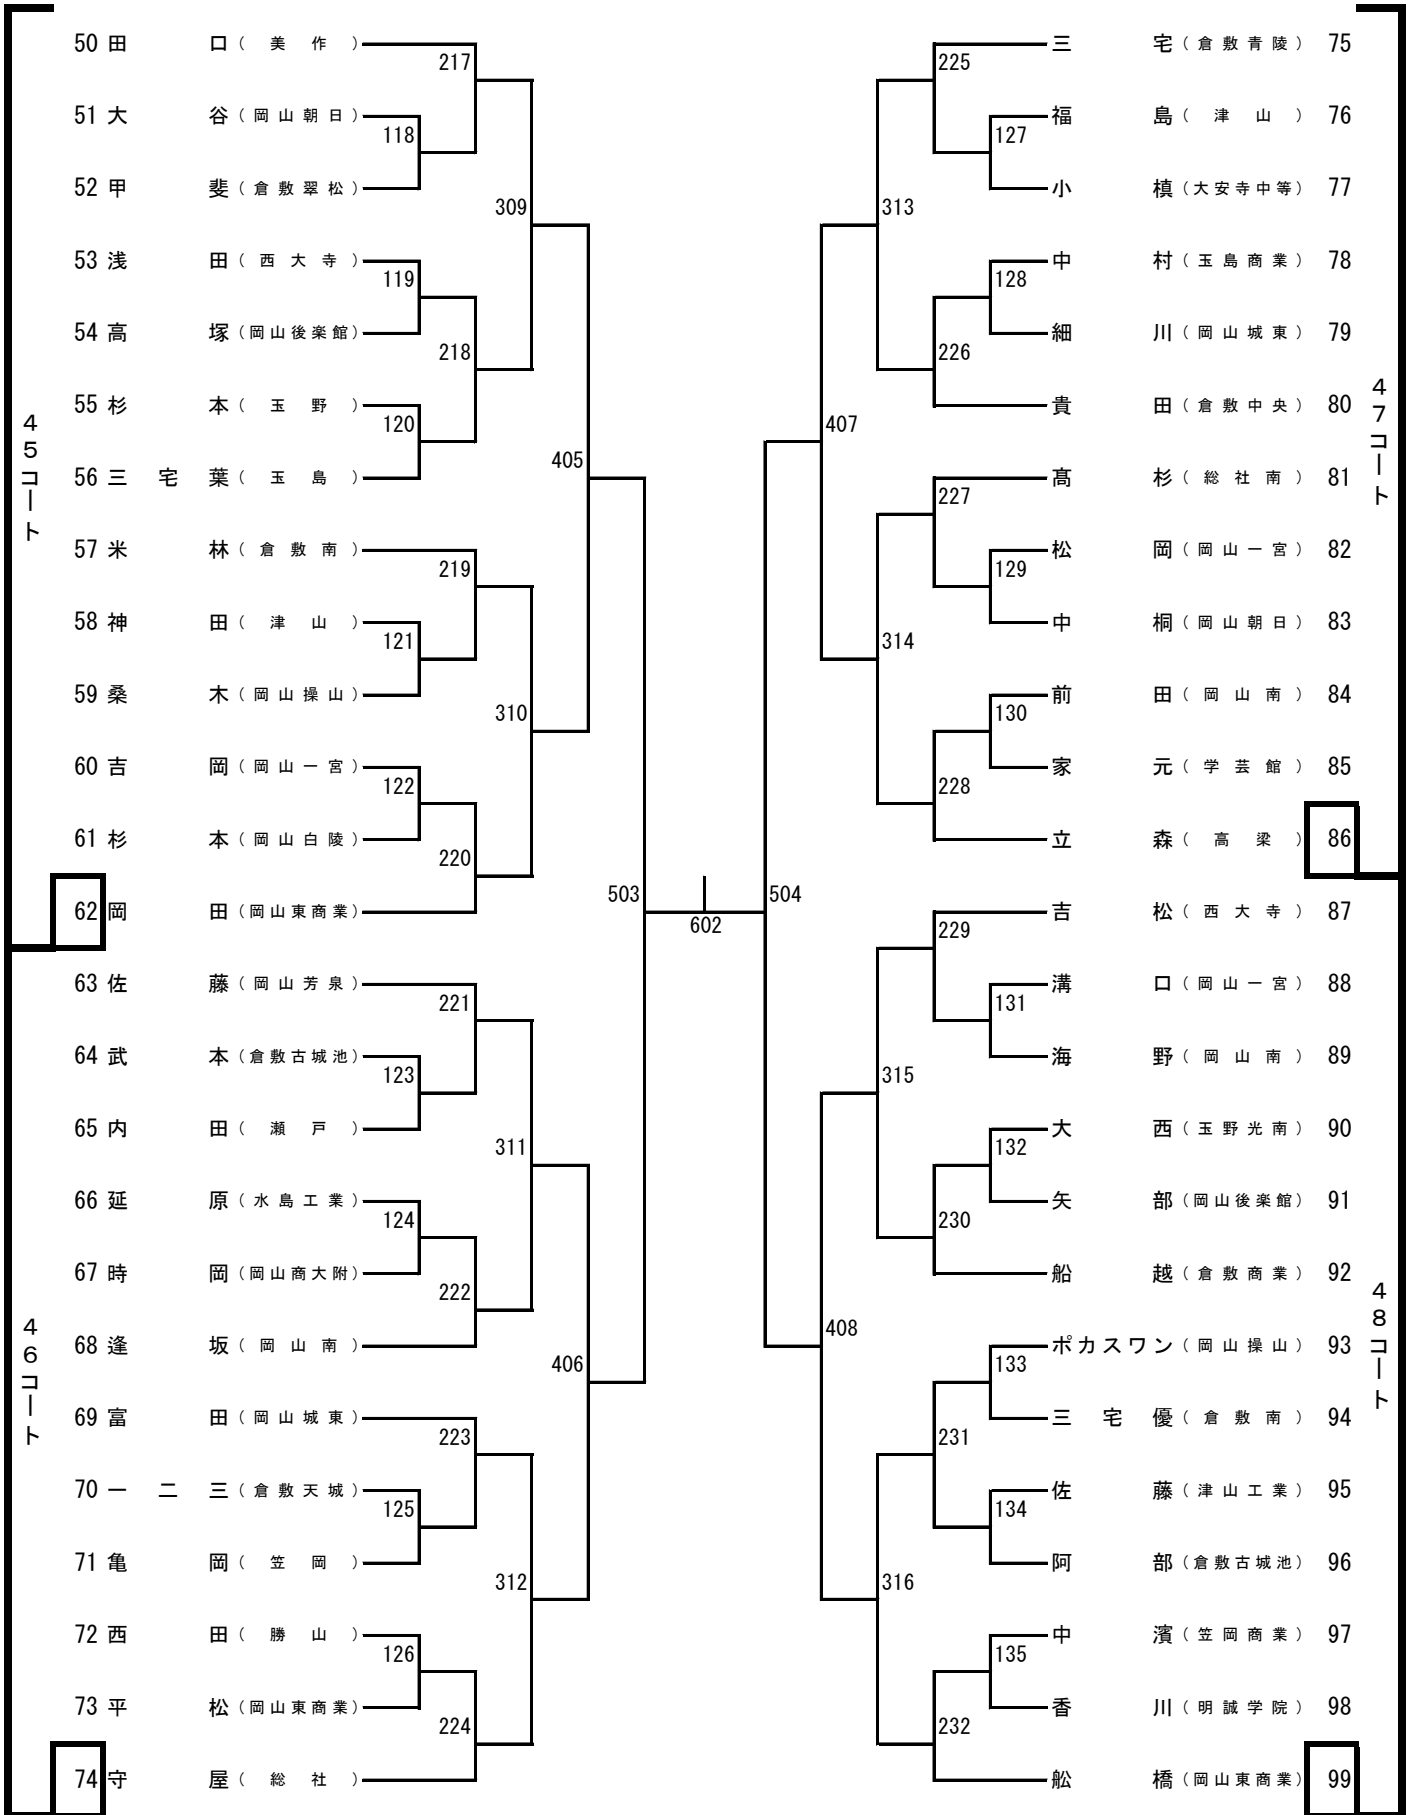 50 田口（美作）
51 大谷（岡山朝日）
52 甲斐（倉敷翠松）
53 浅田（西大寺）
54 高塚（岡山後楽館）
55 杉本（玉野）
56 三宅葉（玉島）
57 米林（倉敷南）
58 神田（津山）
59 桑木（岡山操山）
60 吉岡（岡山一宮）
61 杉本（岡山白陵）
62 岡田（岡山東商業）
63 佐藤（岡山芳泉）
64 武本（倉敷古城池）
65 内田（瀬戸）
66 延原（水島工業）
67 時岡（岡山商大附）
68 逢坂（岡山南）
69 富田（岡山城東）
70 一二三（倉敷天城）
71 亀岡（笠岡）
72 西田（勝山）
73 平松（岡山東商業）
74 守屋（総社）
45コート
46コート
217
118
309
119
218
120
405
219
121
310
122
220
503
221
123
311
124
222
406
223
125
312
126
224
602
504
225
127
313
128
226
407
227
129
314
130
228
229
131
315
132
230
408
133
231
134
316
135
232
三宅（倉敷青陵）75
福島（津山）76
小槙（大安寺中等）77
中村（玉島商業）78
細川（岡山城東）79
貴田（倉敷中央）80
髙杉（総社南）81
松岡（岡山一宮）82
中桐（岡山朝日）83
前田（岡山南）84
家元（学芸館）85
立森（高梁）86
吉松（西大寺）87
溝口（岡山一宮）88
海野（岡山南）89
大西（玉野光南）90
矢部（岡山後楽館）91
船越（倉敷商業）92
ポカスワン（岡山操山）93
三宅優（倉敷南）94
佐藤（津山工業）95
阿部（倉敷古城池）96
中濱（笠岡商業）97
香川（明誠学院）98
舩橋（岡山東商業）99
47コート
48コート